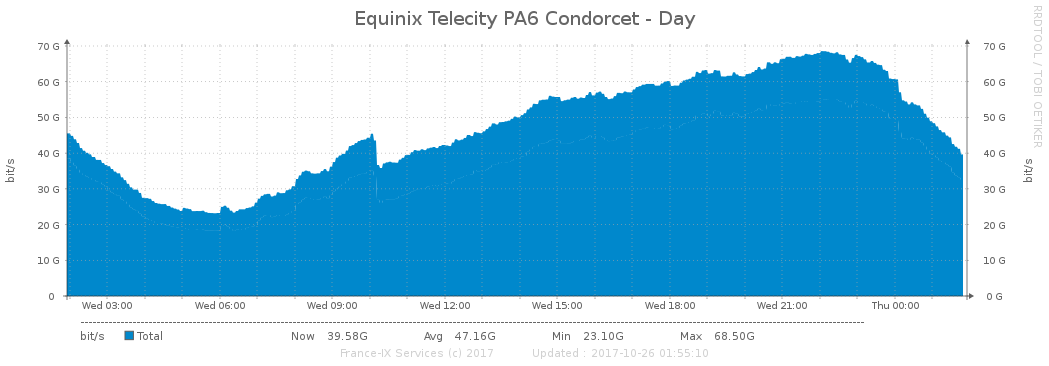 Equinix Telecity PA6 Condorcet - Day
RRDTOOL / TOBI OETIKER
bit/s
70 G
60 G
50 G
40 G
30 G
20 G
10 G
0
70 G
60 G
50 G
40 G
30 G
20 G
10 G
0 G
bit/s
Wed 03:00 Wed 06:00 Wed 09:00 Wed 12:00 Wed 15:00 Wed 18:00 Wed 21:00 Thu 00:00
bit/s Total Now 39.58G Avg 47.16G Min 23.10G Max 68.50G
France-IX Services (c) 2017 Updated : 2017-10-26 01:55:10